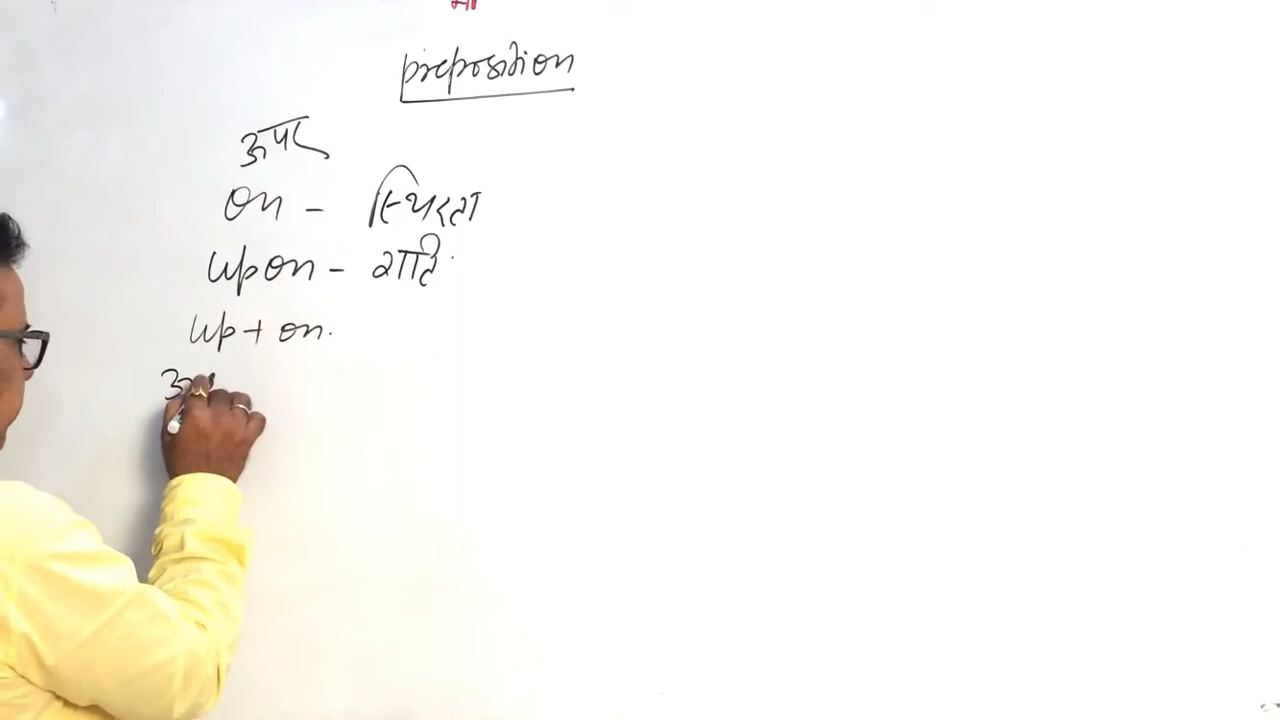 माँ
preposition
ऊपर
on - स्थिरता
upon - गति
up + on.